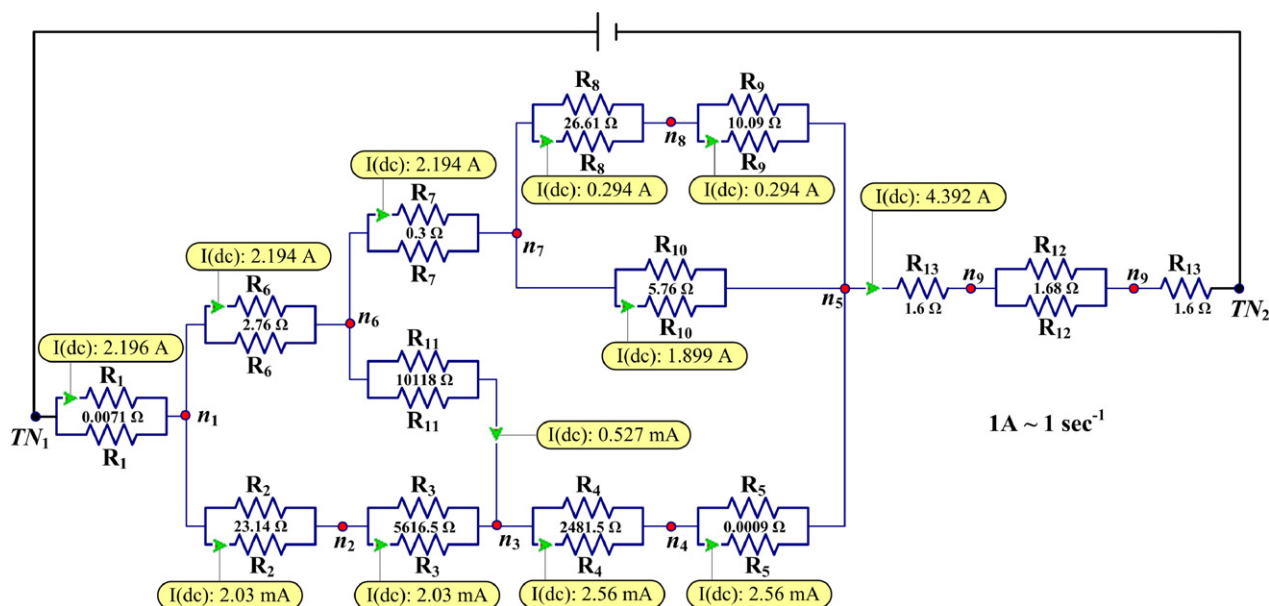 R8
R9
26.61 Ω
10.09 Ω
n8
R8
R9
I(dc): 2.194 A
I(dc): 0.294 A
I(dc): 0.294 A
I(dc): 4.392 A
R7
0.3 Ω
R7
n7
I(dc): 2.194 A
R10
5.76 Ω
R10
n5
R13
1.6 Ω
n9
R12
1.68 Ω
R12
n9
R13
1.6 Ω
TN2
R6
2.76 Ω
R6
n6
I(dc): 1.899 A
I(dc): 2.196 A
R11
10118 Ω
R11
R1
0.0071 Ω
R1
TN1
n1
I(dc): 0.527 mA
1A ~ 1 sec-1
R2
R3
R4
R5
23.14 Ω
5616.5 Ω
2481.5 Ω
0.0009 Ω
n2
n3
n4
R2
R3
R4
R5
I(dc): 2.03 mA
I(dc): 2.03 mA
I(dc): 2.56 mA
I(dc): 2.56 mA